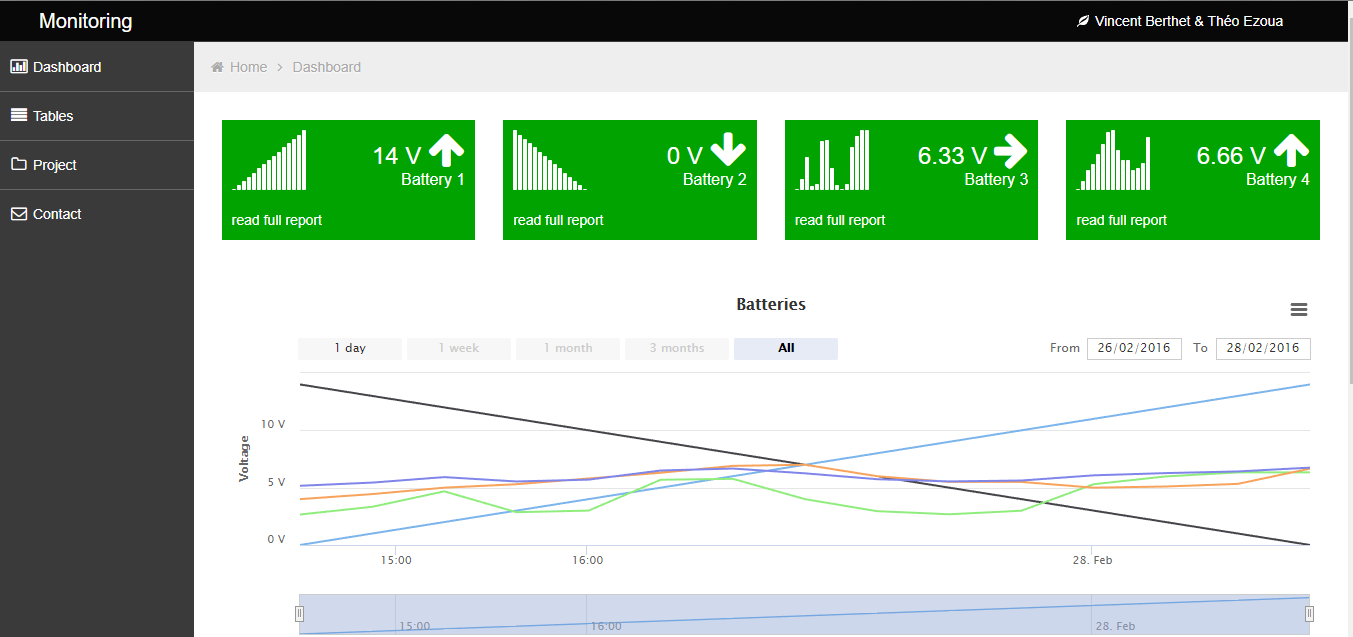 Monitoring
Vincent Berthet & Théo Ezoua
Dashboard
Tables
Project
Contact
Home > Dashboard
14 V
Battery 1
read full report
0 V
Battery 2
read full report
6.33 V
Battery 3
read full report
6.66 V
Battery 4
read full report
Batteries
1 day 1 week 1 month 3 months All From 26/02/2016 To 28/02/2016
Voltage
10 V
5 V
0 V
15:00 16:00 28. Feb
15:00 16:00 28. Feb